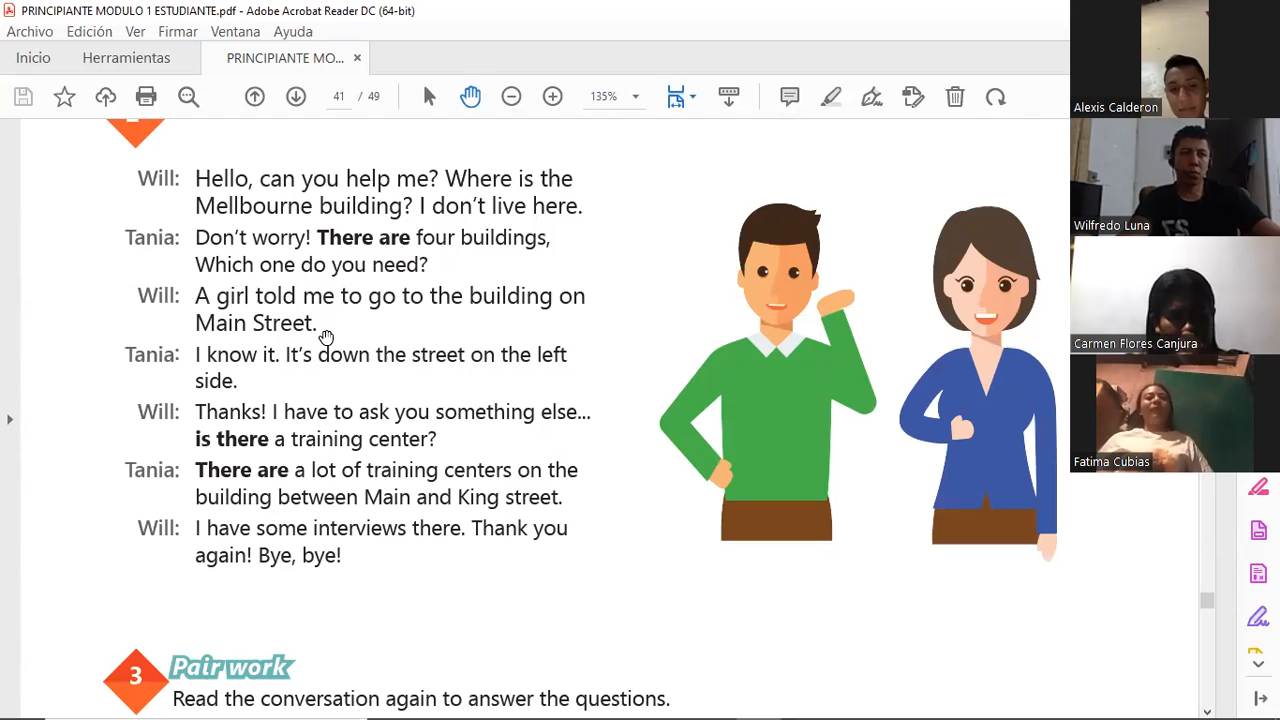 PRINCIPIANTE MODULO 1 ESTUDIANTE.pdf - Adobe Acrobat Reader DC (64-bit)
Archivo Edición Ver Firmar Ventana Ayuda
Inicio Herramientas PRINCIPIANTE MO... ×
41 / 49 135%
Will: Hello, can you help me? Where is the
Mellbourne building? I don't live here.
Tania: Don't worry! There are four buildings,
Which one do you need?
Will: A girl told me to go to the building on
Main Street.
Tania: I know it. It's down the street on the left
side.
Will: Thanks! I have to ask you something else...
is there a training center?
Tania: There are a lot of training centers on the
building between Main and King street.
Will: I have some interviews there. Thank you
again! Bye, bye!
3 Pair work
Read the conversation again to answer the questions.
Alexis Calderon
Wilfredo Luna
Carmen Flores Canjura
Fatima Cubias